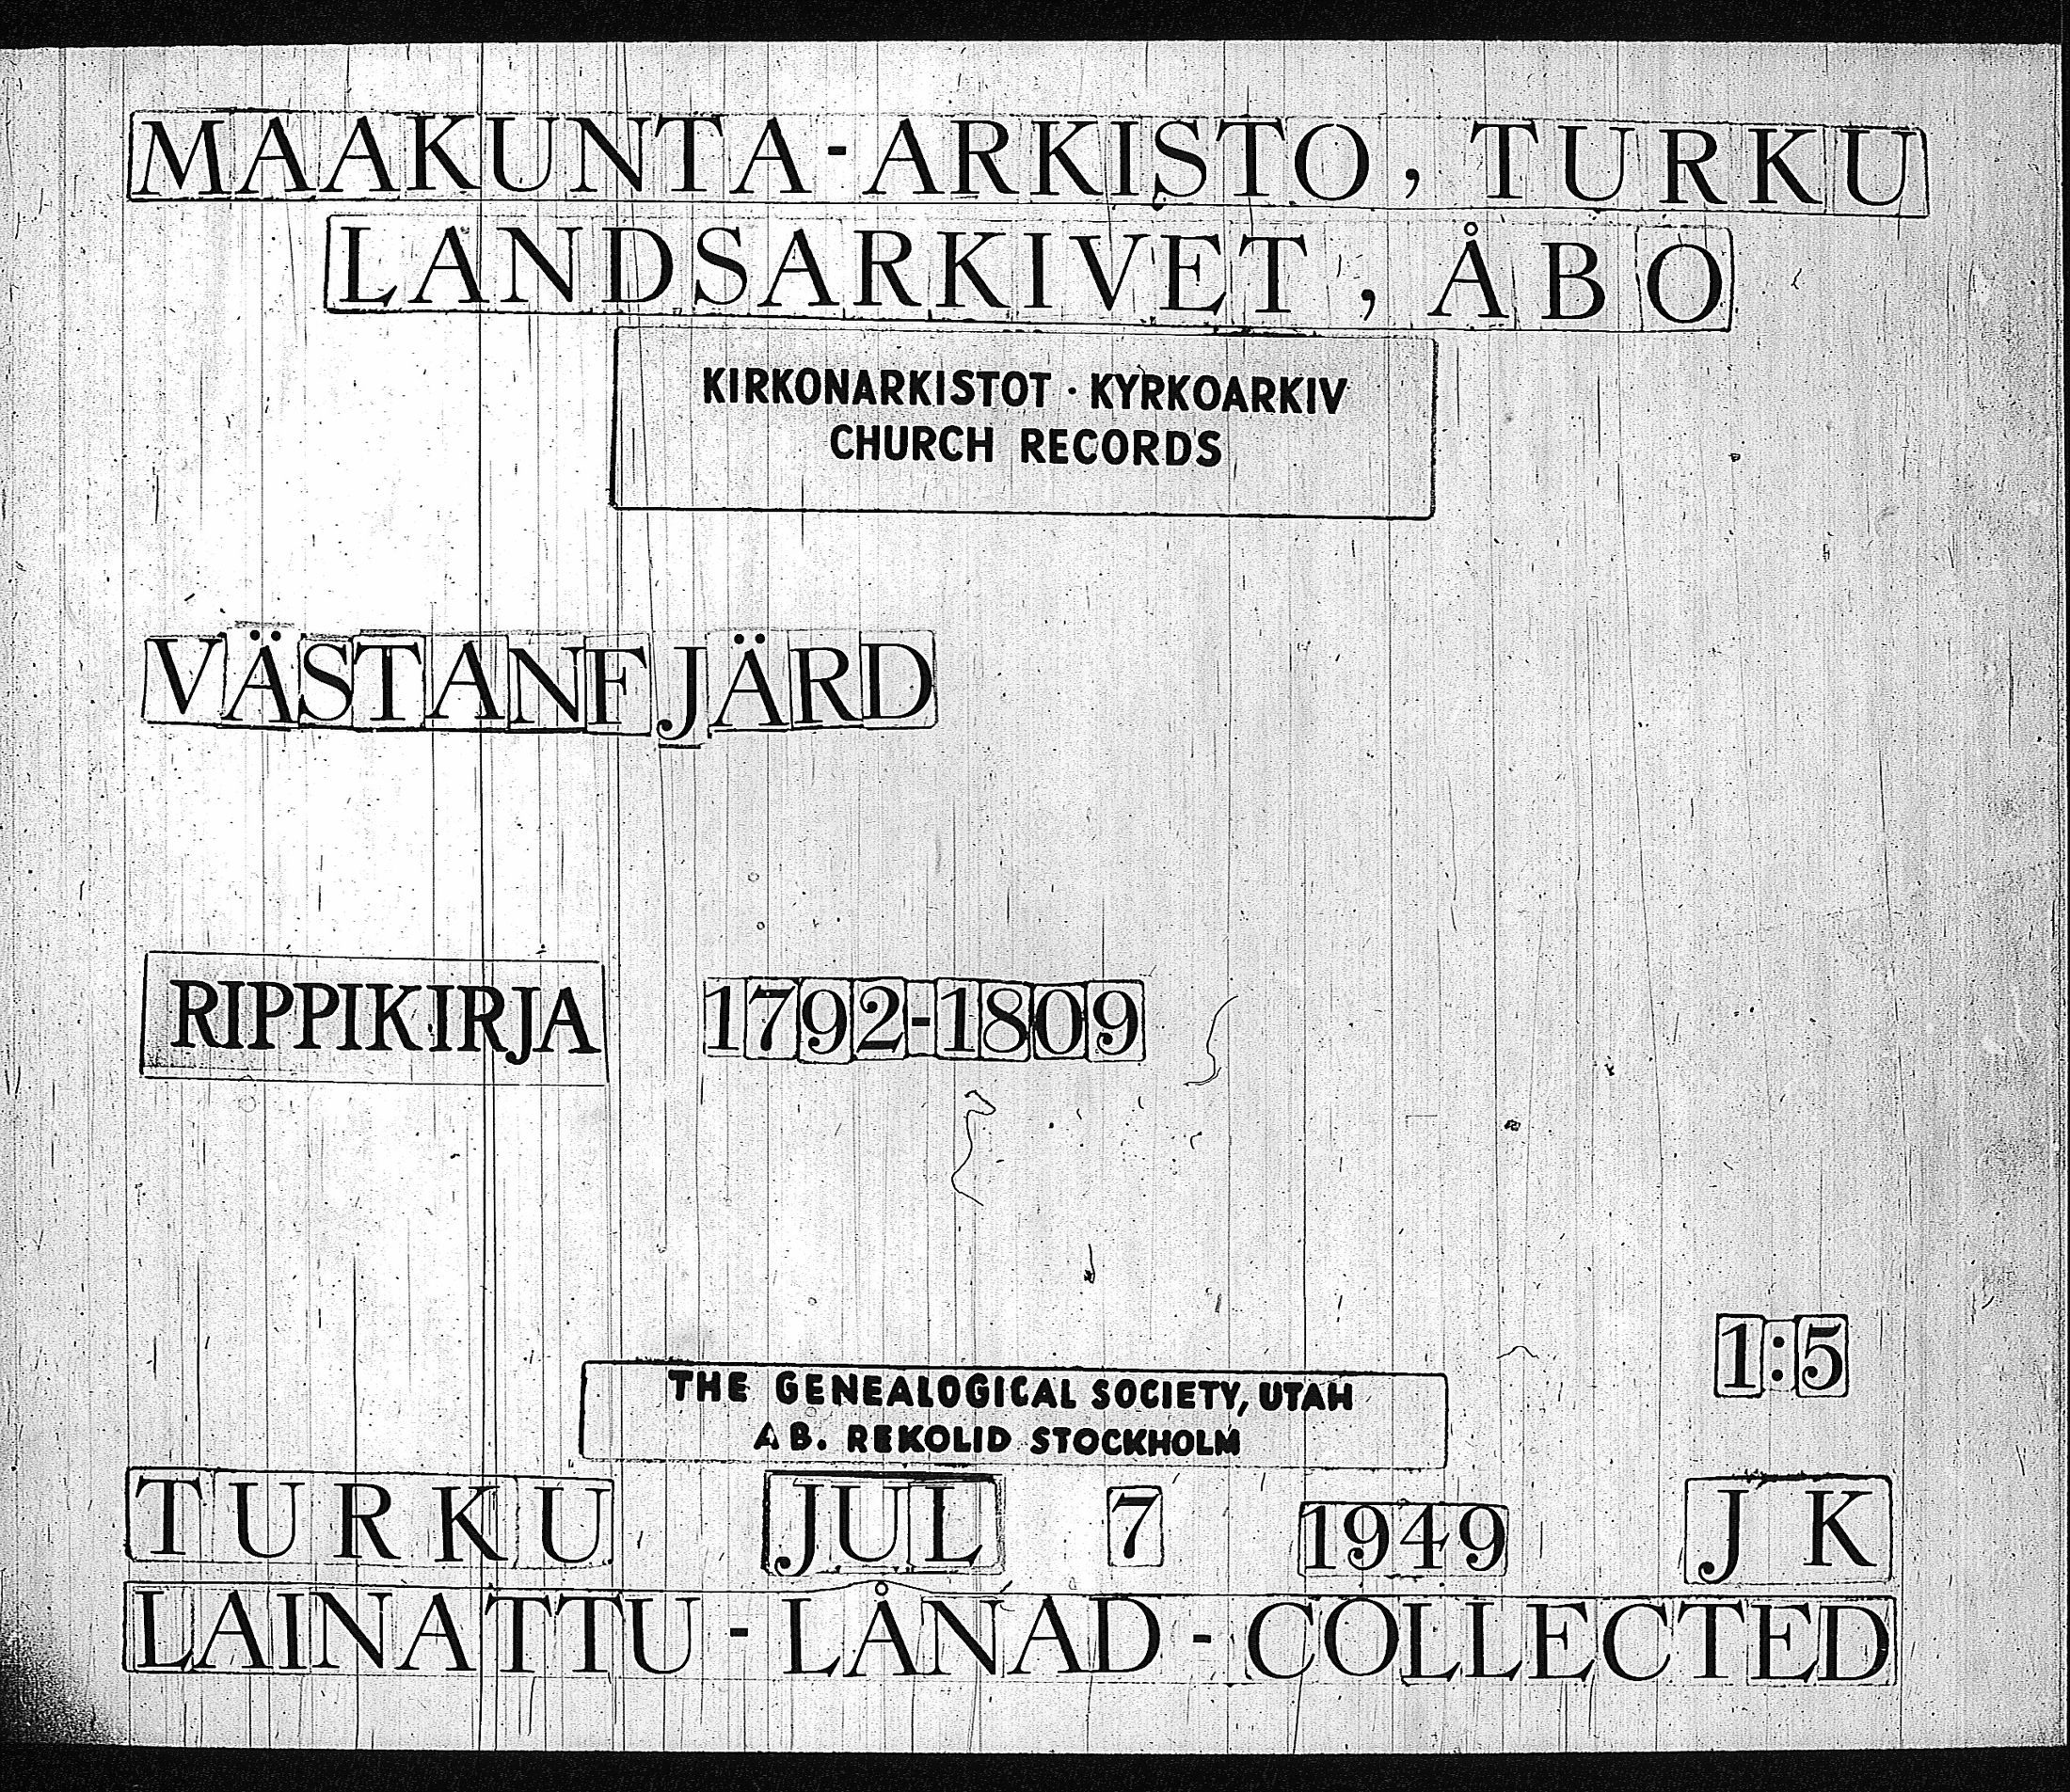 MAAKUNTA-ARKISTO, TURKU
LANDSARKIVET, ÅBO
KIRKONARKISTOT · KYRKOARKIV
CHURCH RECORDS
VÄSTANFJÄRD
RIPPIKIRJA 1792-1809
1:5
THE GENEALOGICAL SOCIETY, UTAH
AB. REKOLID STOCKHOLM
TURKU JUL 7 1949 JK
LAINATTU - LÅNAD - COLLECTED